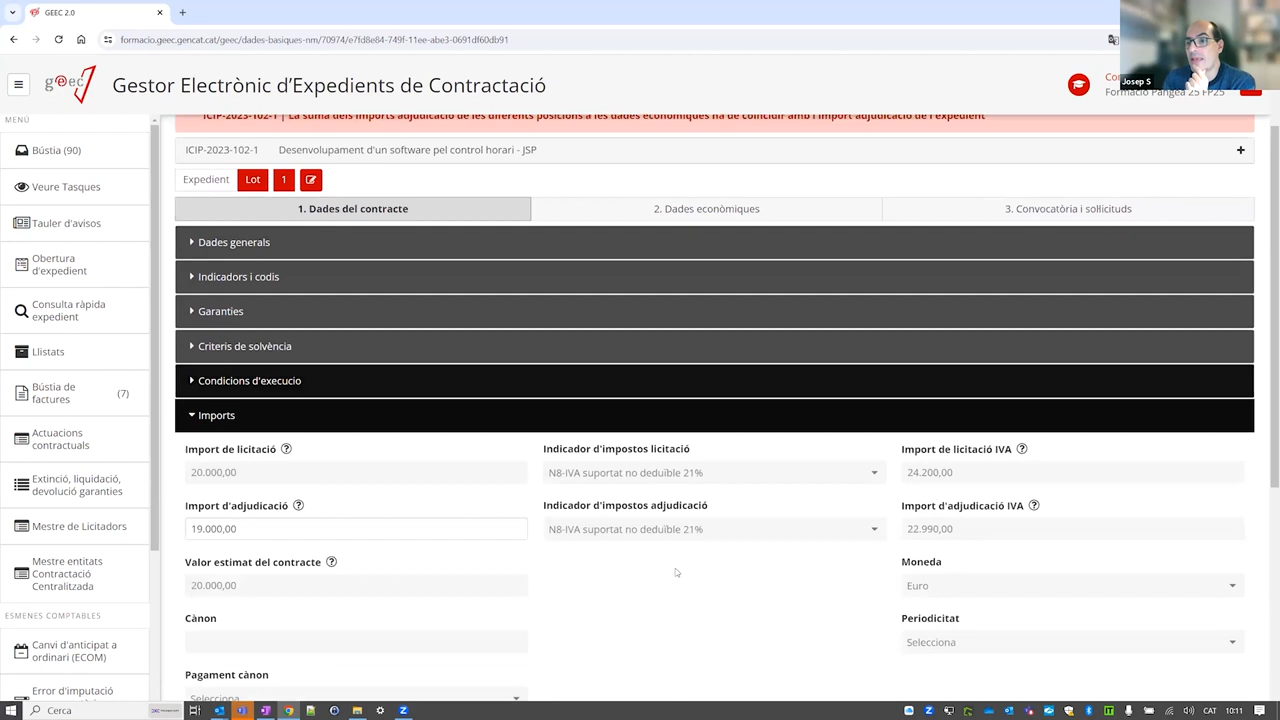 GEEC 2.0
formacio.geec.gencat.cat/geec/dades-basiques-nm/70974/e7fd8e84-749f-11ee-abe3-0691df60db91
geec
Gestor Electrònic d'Expedients de Contractació
Josep S
Formació Pangea 25 FP25
MENÚ
ICIP-2023-102-1 | La suma dels imports adjudicació de les diferents posicions a les dades econòmiques ha de coincidir amb l import adjudicació de l'expedient
Bústia (90)
ICIP-2023-102-1 Desenvolupament d'un software pel control horari - JSP
Expedient Lot 1
Veure Tasques
1. Dades del contracte 2. Dades econòmiques 3. Convocatòria i sol·licituds
Tauler d'avisos
Dades generals
Obertura
d'expedient
Indicadors i codis
Consulta ràpida
expedient
Garanties
Llistats
Criteris de solvència
Bústia de
factures (7)
Condicions d'execucio
Imports
Actuacions
contractuals
Import de licitació Indicador d'impostos licitació Import de licitació IVA
20.000,00 N8-IVA suportat no deduïble 21% 24.200,00
Extinció, liquidació,
devolució garanties
Import d'adjudicació Indicador d'impostos adjudicació Import d'adjudicació IVA
19.000,00 N8-IVA suportat no deduïble 21% 22.990,00
Mestre de Licitadors
Mestre entitats
Contractació
Centralitzada
Valor estimat del contracte Moneda
20.000,00 Euro
ESMENES COMPTABLES
Cànon Periodicitat
Selecciona
Canvi d'anticipat a
ordinari (ECOM)
Pagament cànon
Selecciona
Error d'imputació
Cerca
CAT 10:11